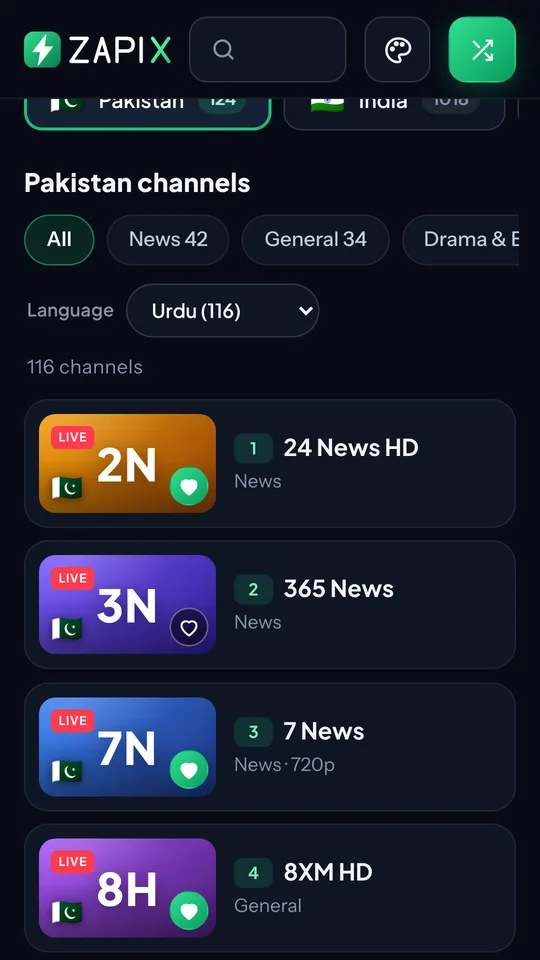 ZAPIX
Pakistan 124 India 1018
Pakistan channels
All News 42 General 34 Drama & E
Language Urdu (116)
116 channels
LIVE
2N
1 24 News HD
News
LIVE
3N
2 365 News
News
LIVE
7N
3 7 News
News · 720p
LIVE
8H
4 8XM HD
General